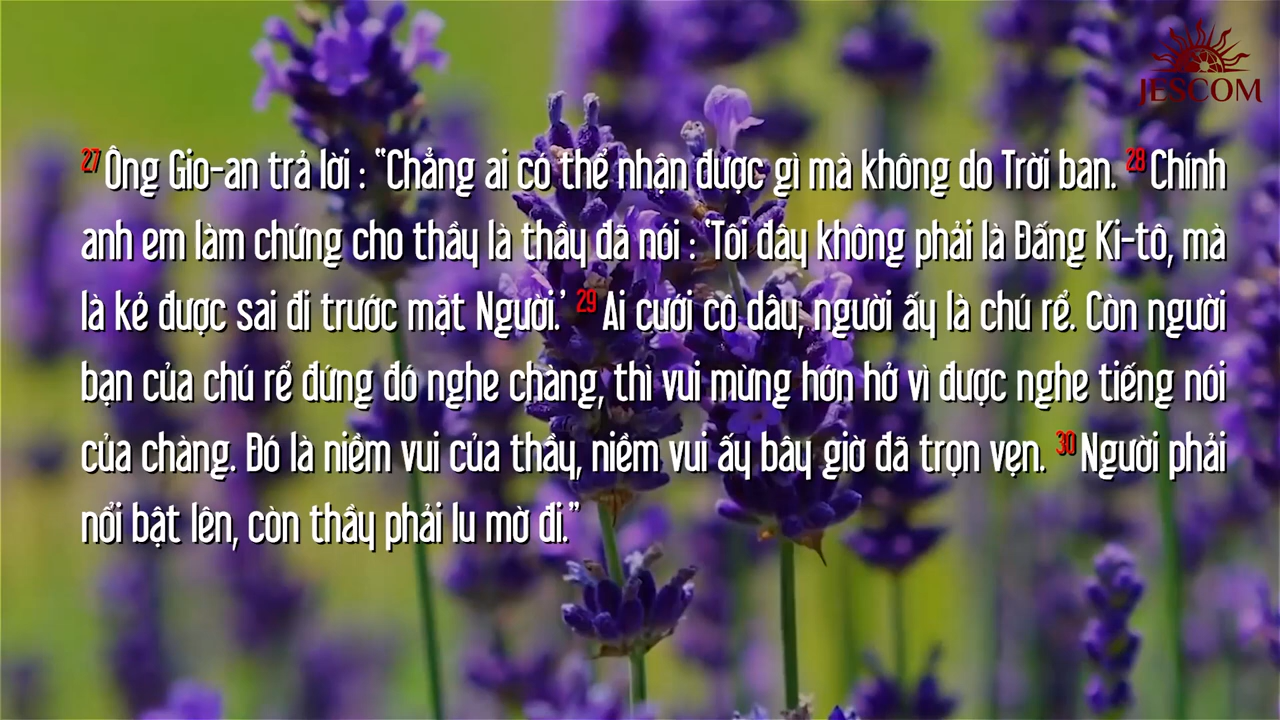 JESCOM
27 Ông Gio-an trả lời : “Chẳng ai có thể nhận được gì mà không do Trời ban. 28 Chính
anh em làm chứng cho thầy là thầy đã nói : ‘Tôi đây không phải là Đấng Ki-tô, mà
là kẻ được sai đi trước mặt Người.’ 29 Ai cưới cô dâu, người ấy là chú rể. Còn người
bạn của chú rể đứng đó nghe chàng, thì vui mừng hớn hở vì được nghe tiếng nói
của chàng. Đó là niềm vui của thầy, niềm vui ấy bây giờ đã trọn vẹn. 30 Người phải
nổi bật lên, còn thầy phải lu mờ đi.”